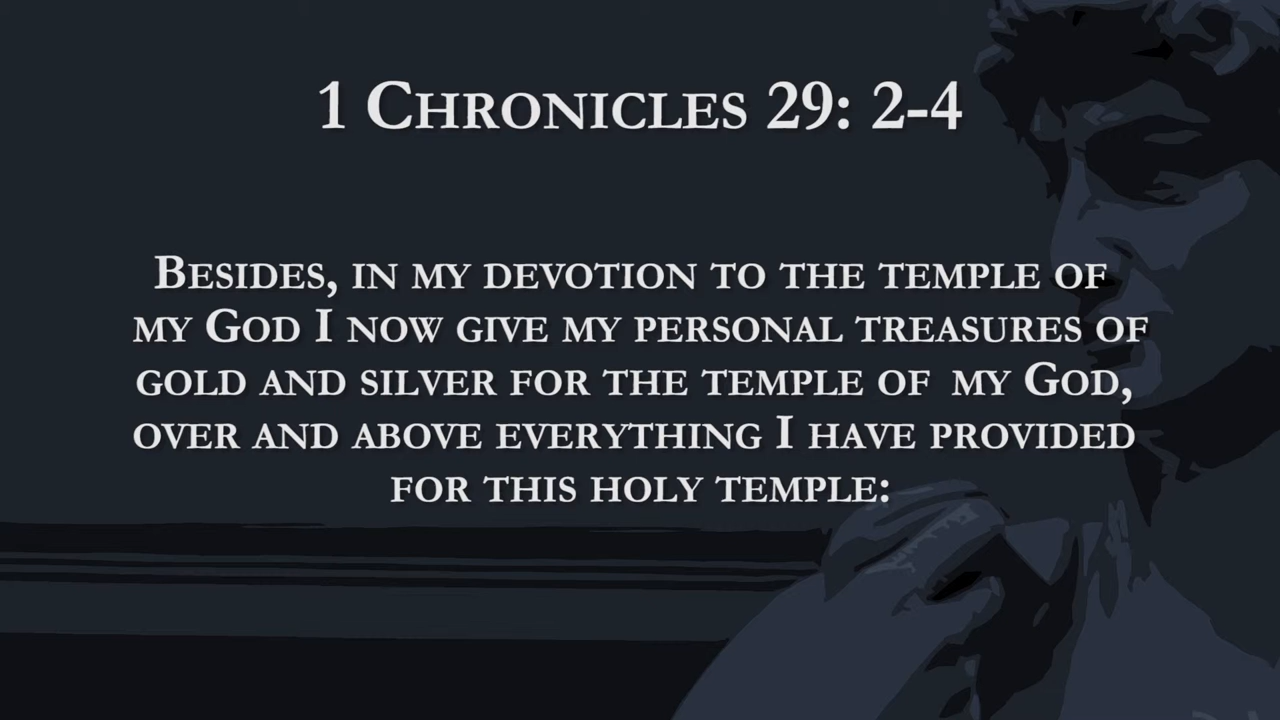 1 Chronicles 29: 2-4
Besides, in my devotion to the temple of
my God I now give my personal treasures of
gold and silver for the temple of my God,
over and above everything I have provided
for this holy temple: